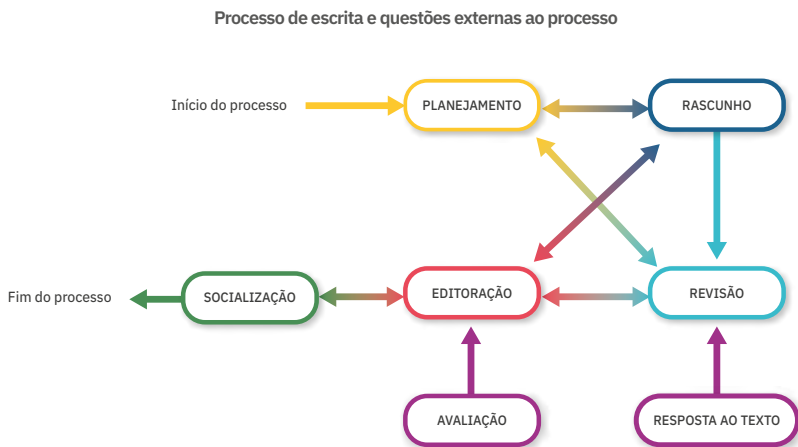 Processo de escrita e questões externas ao processo
Início do processo
PLANEJAMENTO
RASCUNHO
Fim do processo
SOCIALIZAÇÃO
EDITORAÇÃO
REVISÃO
AVALIAÇÃO
RESPOSTA AO TEXTO